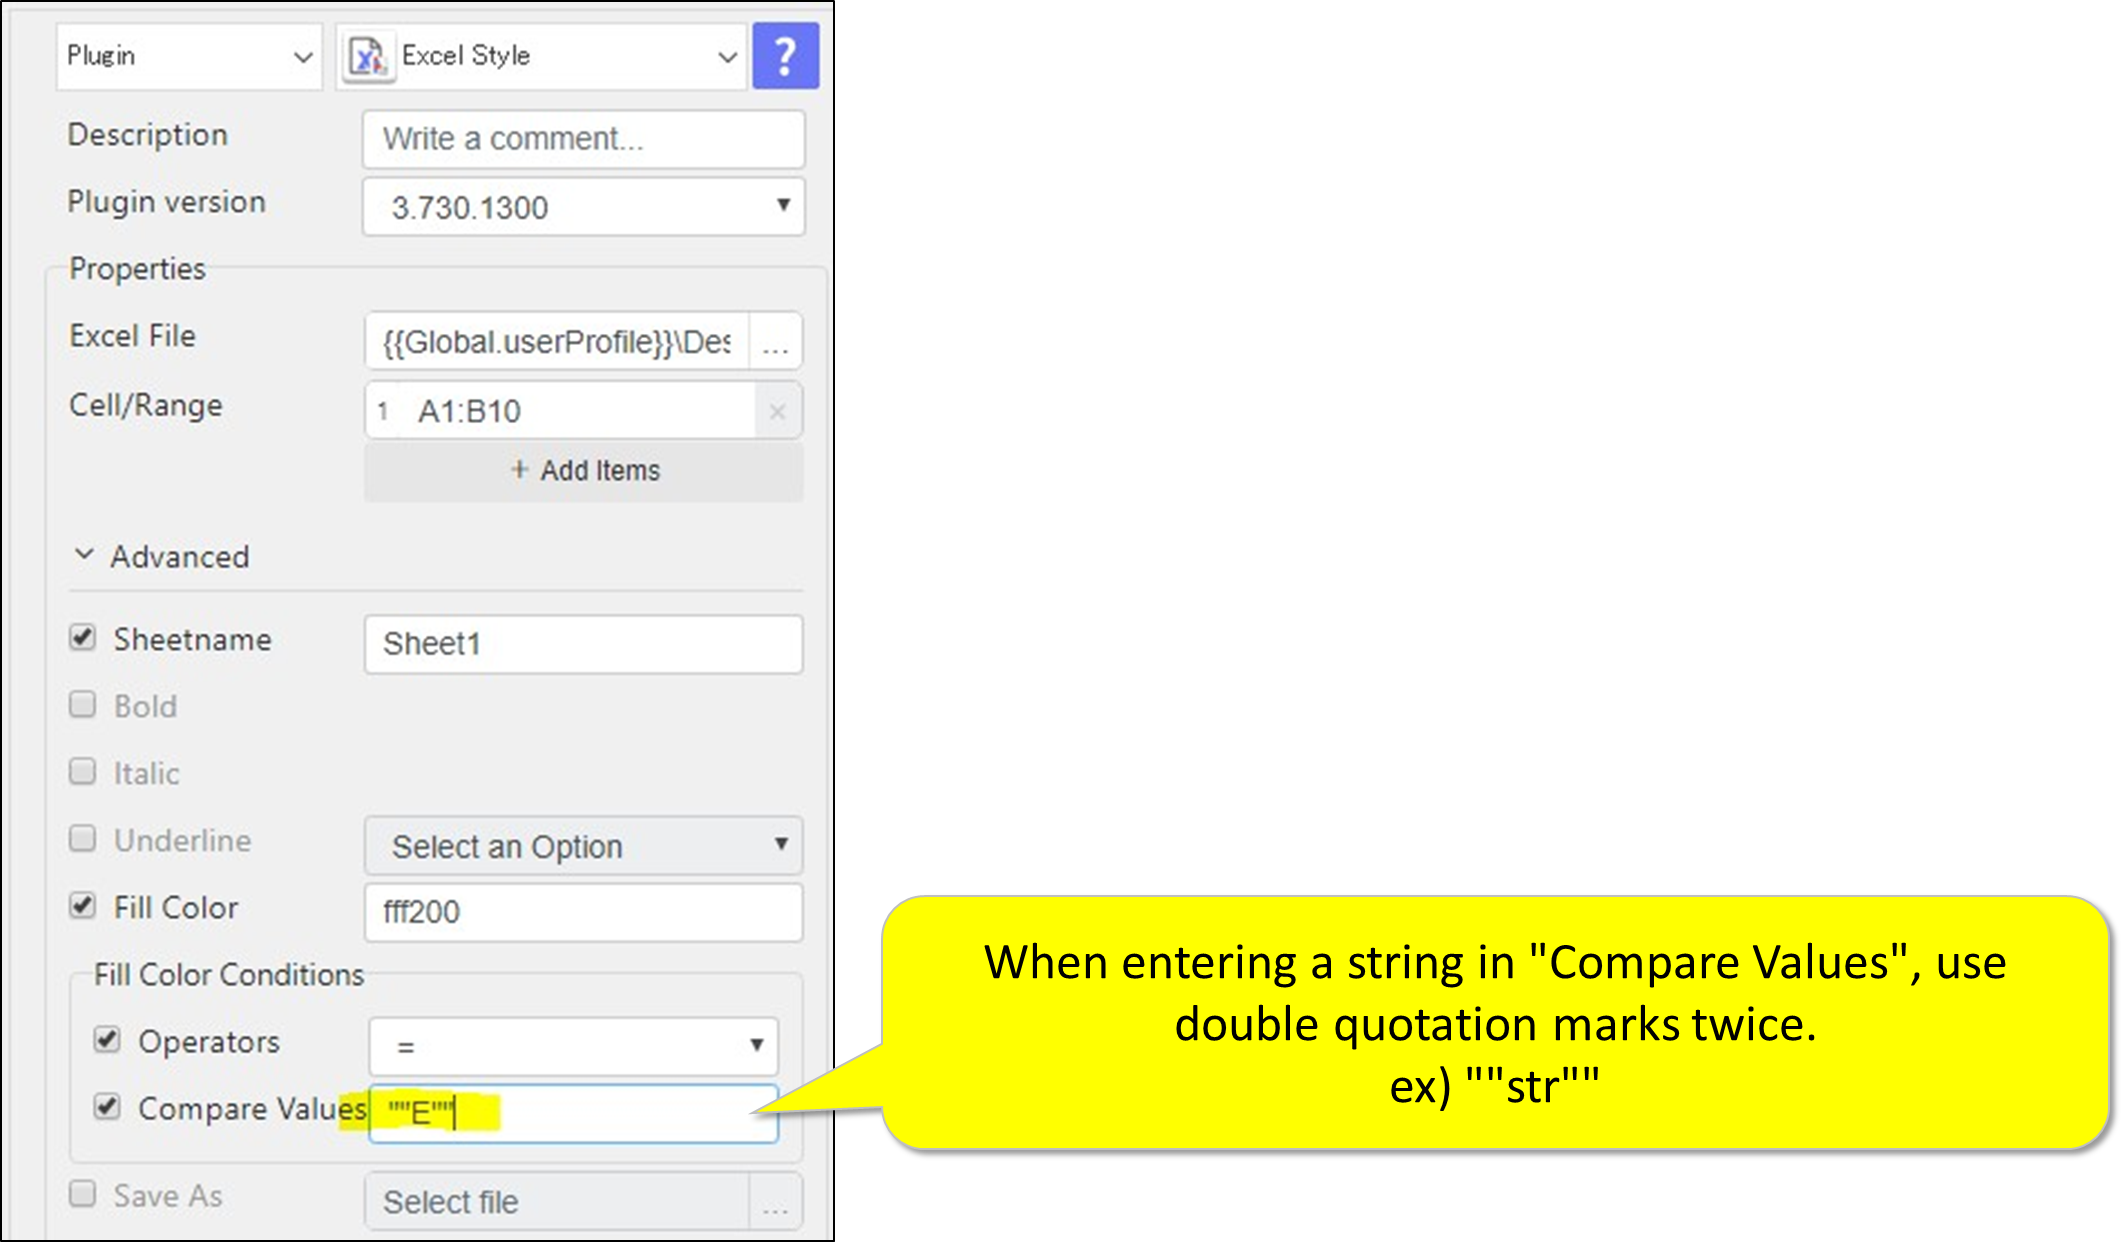 Plugin
Excel Style
?
Description
Write a comment...
Plugin version
3.730.1300
Properties
Excel File
{{Global.userProfile}}\Des
...
Cell/Range
1 A1:B10
×
+ Add Items
Advanced
Sheetname
Sheet1
Bold
Italic
Underline
Select an Option
Fill Color
fff200
Fill Color Conditions
Operators
=
Compare Values
""E""
Save As
Select file
...
When entering a string in "Compare Values", use
double quotation marks twice.
ex) ""str""